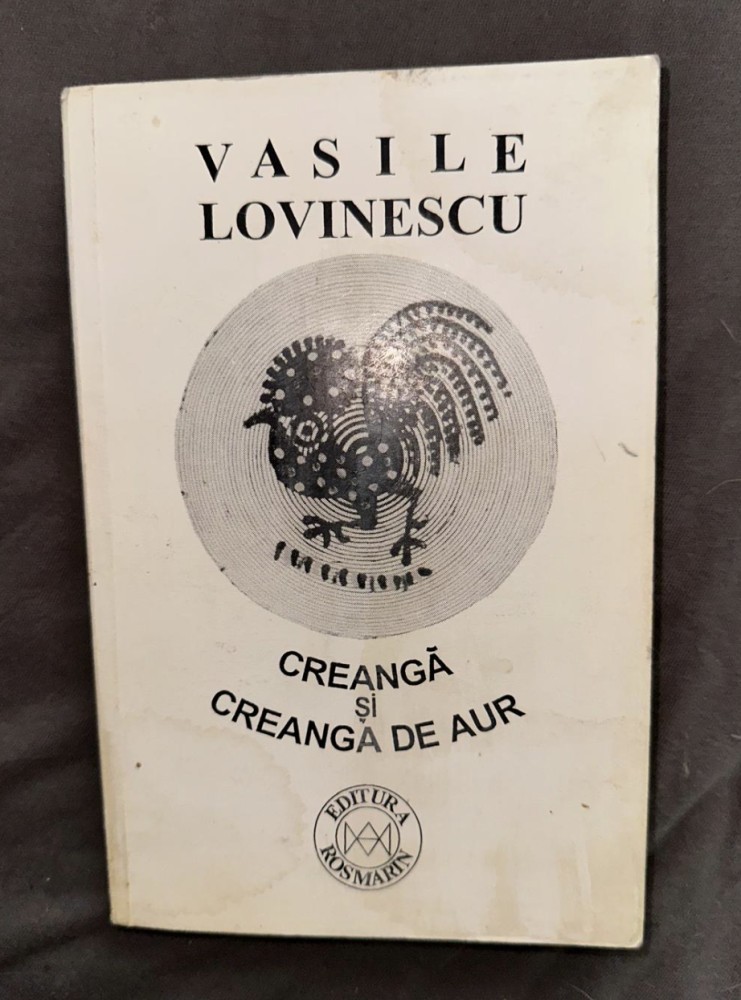 VASILE
LOVINESCU
CREANGĂ
ȘI
CREANGA DE AUR
EDITURA
ROSMARIN